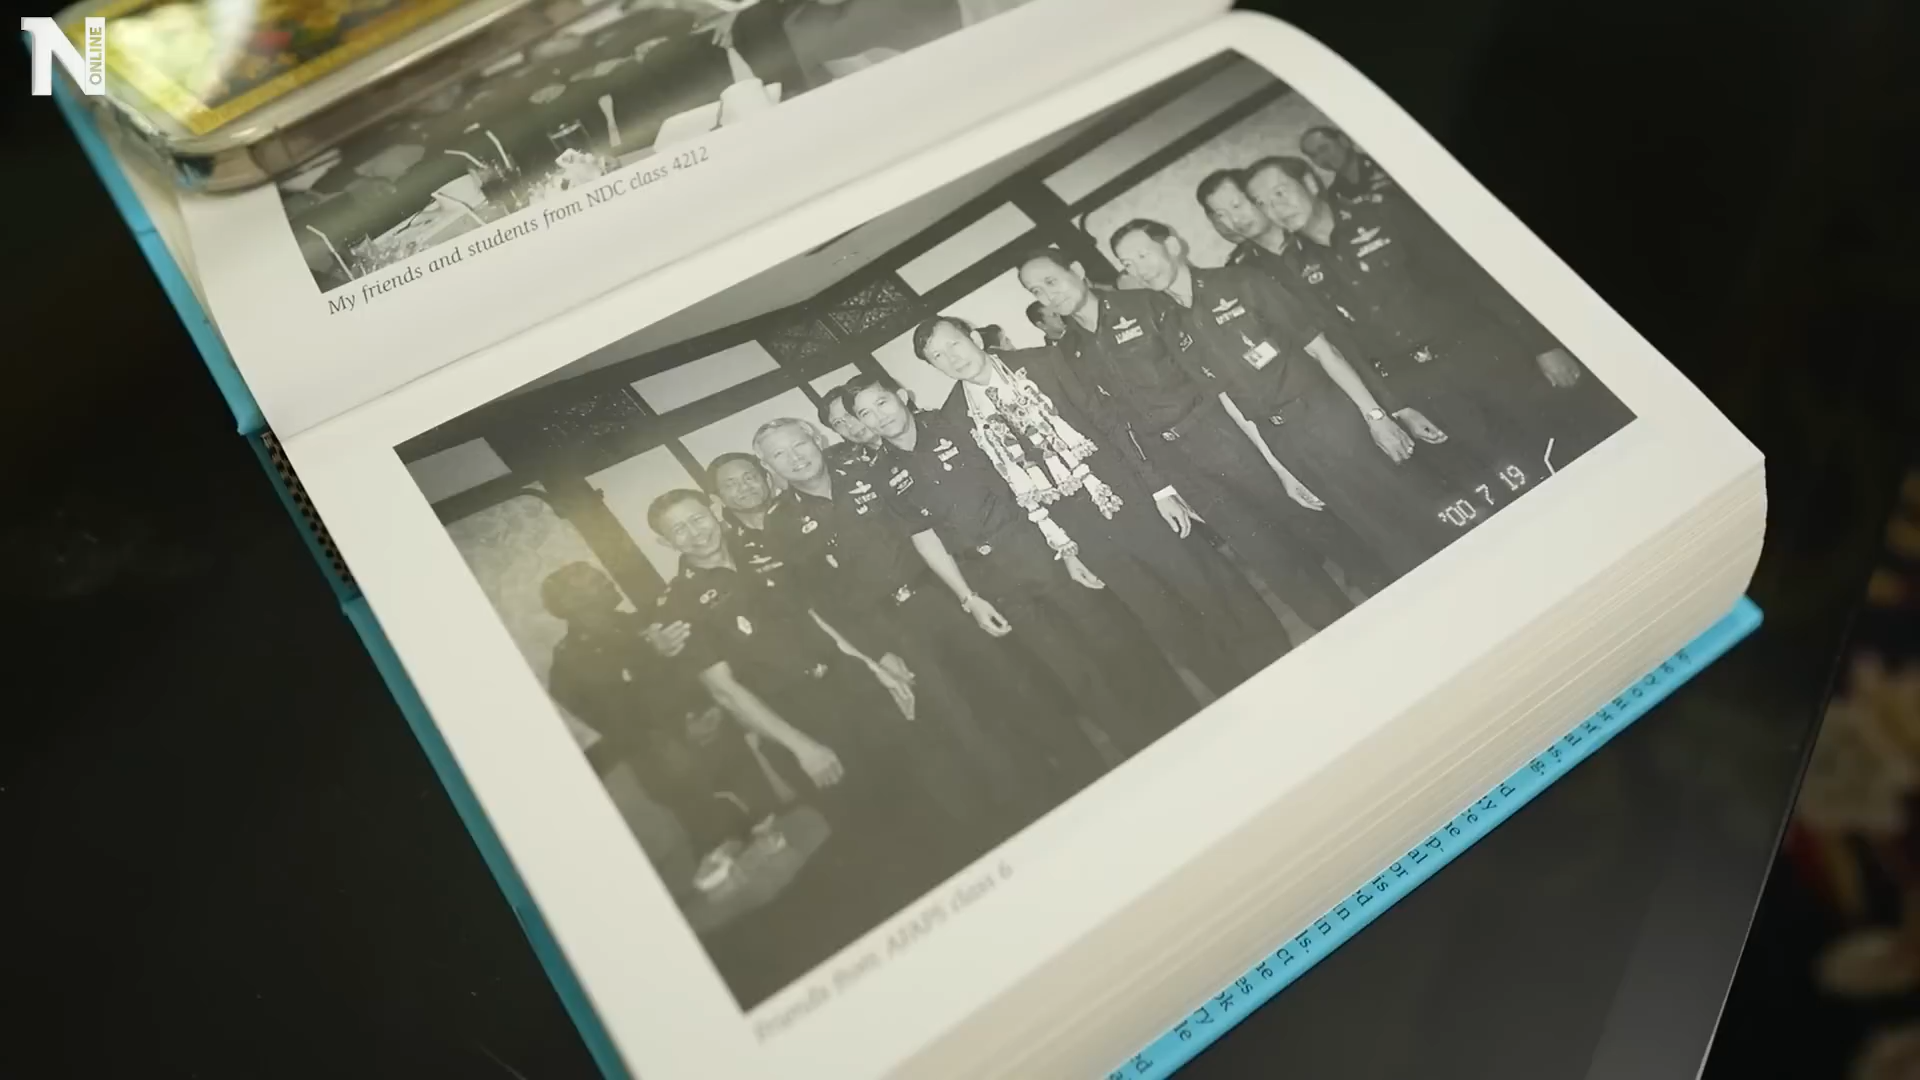 N ONLINE
My friends and students from NDC class 4212
'00 7 19
Friends from AFAPS class 6